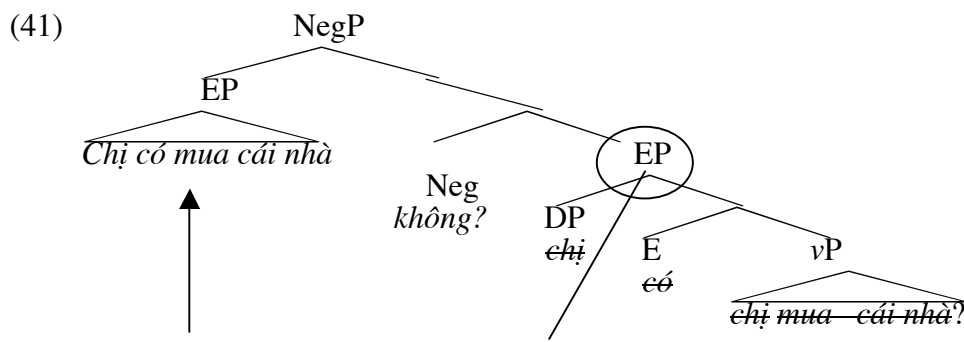 (41)
NegP
EP
Chị có mua cái nhà
EP
Neg
không?
DP
chị
E
có
vP
chị mua cái nhà?